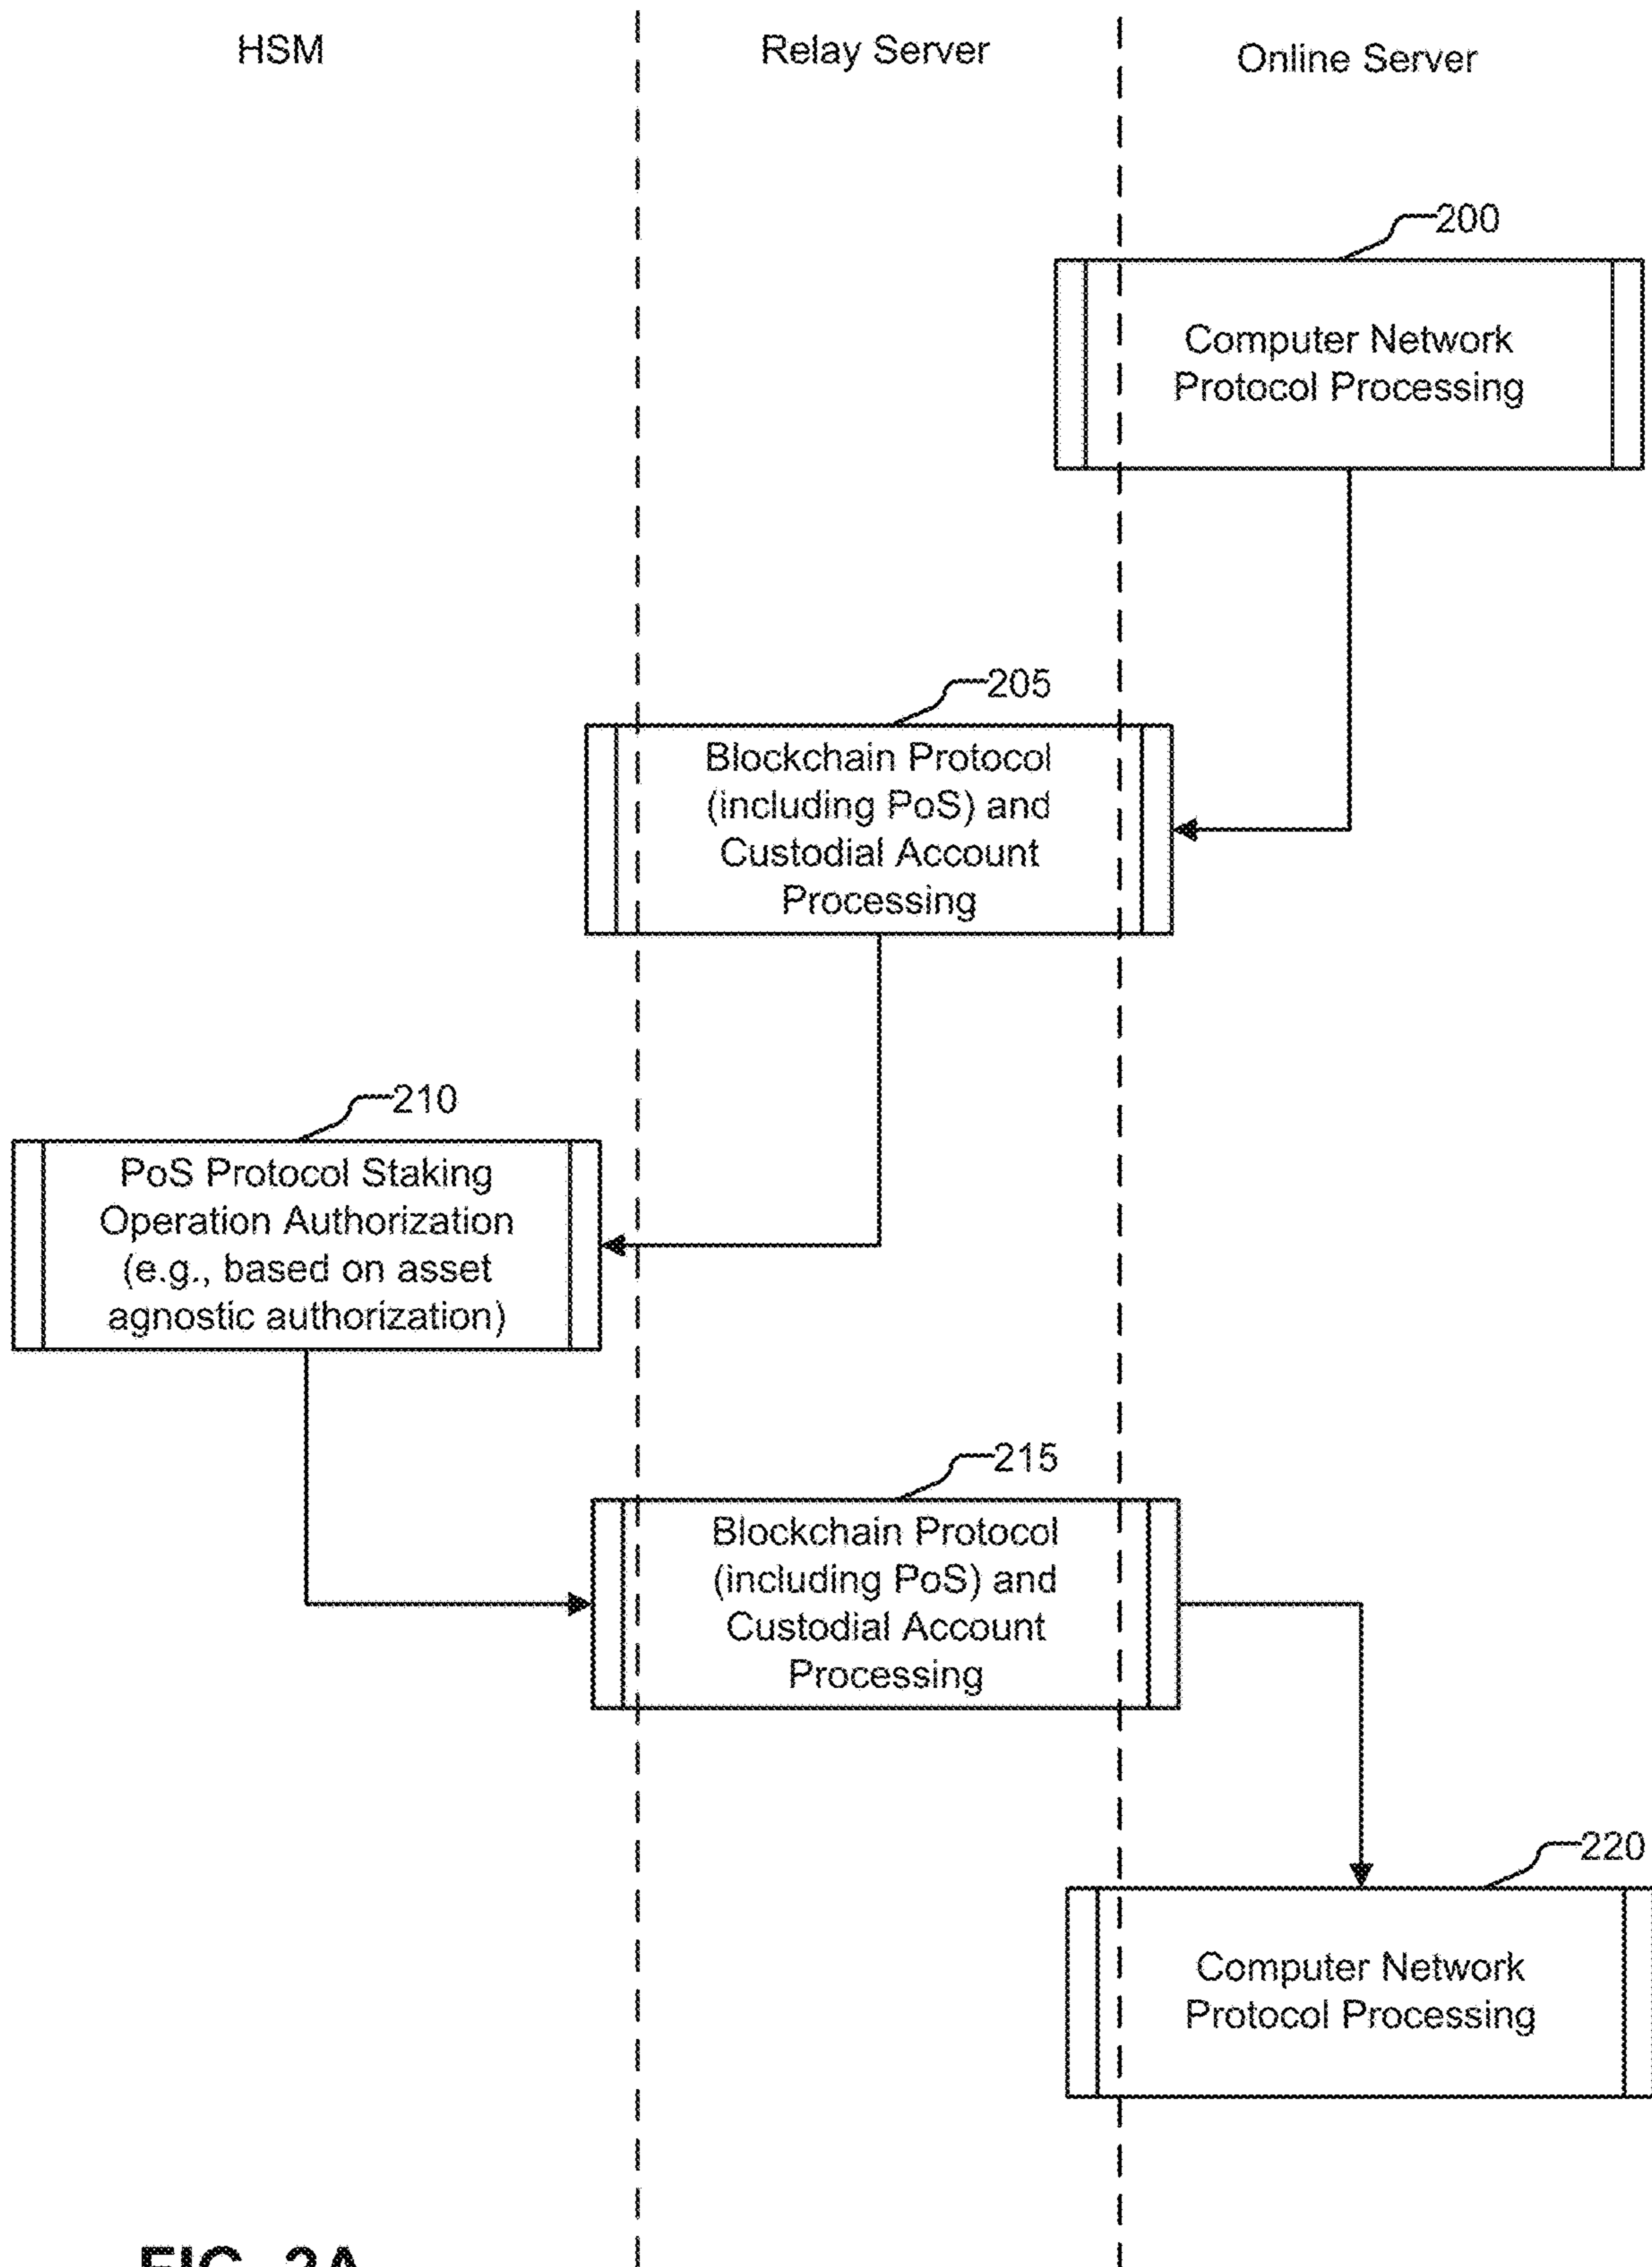 HSM
Relay Server
Online Server
200
Computer Network
Protocol Processing
205
Blockchain Protocol
(including PoS) and
Custodial Account
Processing
210
PoS Protocol Staking
Operation Authorization
(e.g., based on asset
agnostic authorization)
215
Blockchain Protocol
(including PoS) and
Custodial Account
Processing
220
Computer Network
Protocol Processing